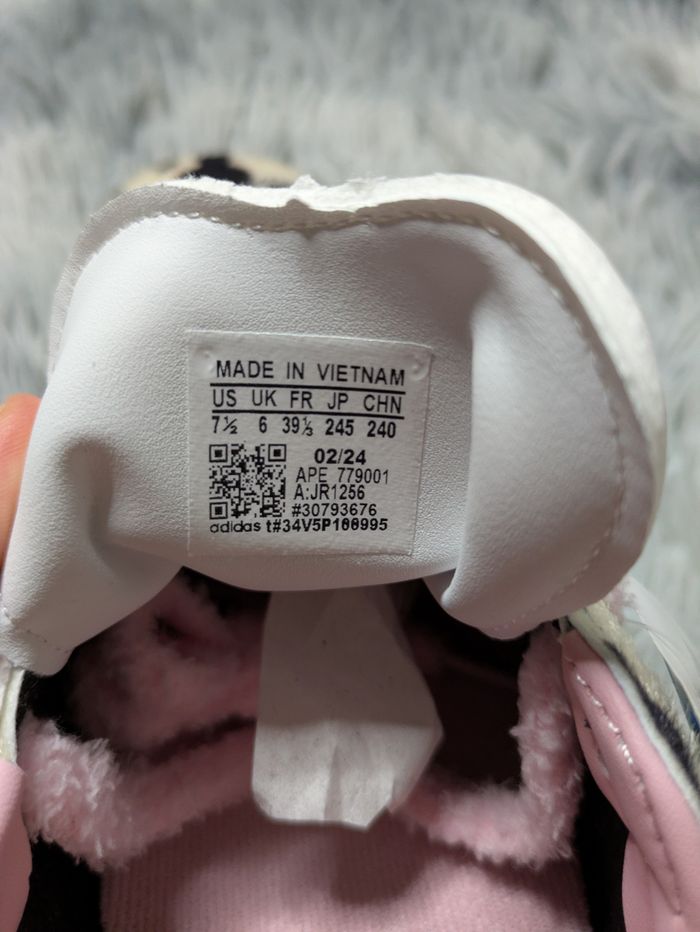 MADE IN VIETNAM
US UK FR JP CHN
7½ 6 39⅓ 245 240
02/24
APE 779001
A:JR1256
#30793676
adidas t#34V5P100995